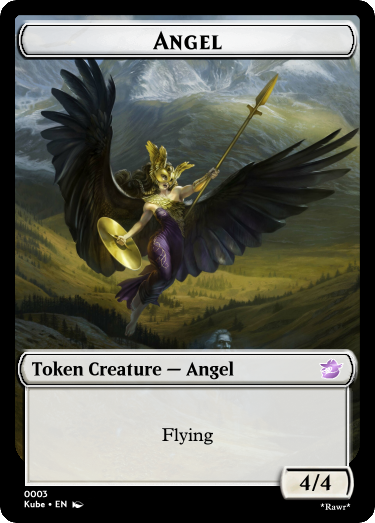 Angel
Token Creature — Angel
Flying
4/4
0003
Kube • EN
*Rawr*